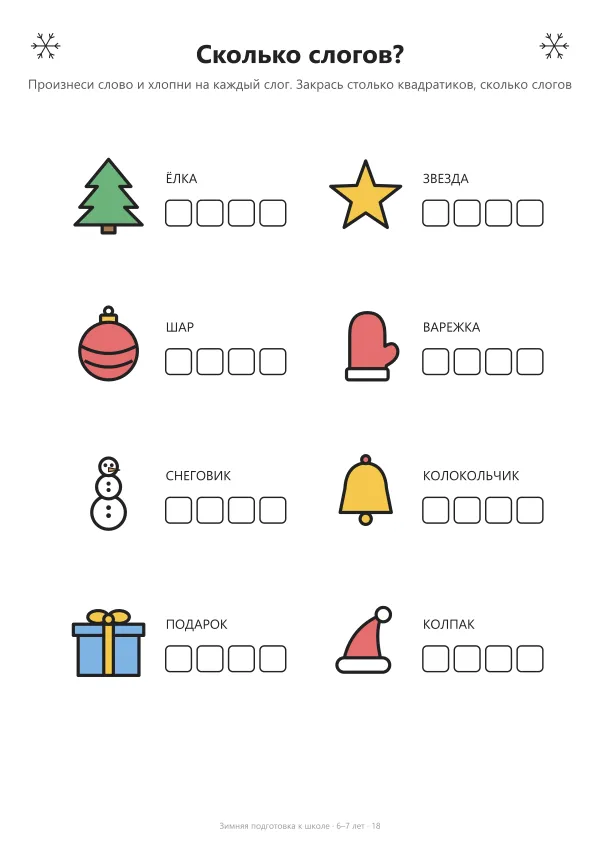 Сколько слогов?
Произнеси слово и хлопни на каждый слог. Закрась столько квадратиков, сколько слогов
ЁЛКА
ЗВЕЗДА
ШАР
ВАРЕЖКА
СНЕГОВИК
КОЛОКОЛЬЧИК
ПОДАРОК
КОЛПАК
Зимняя подготовка к школе · 6–7 лет · 18